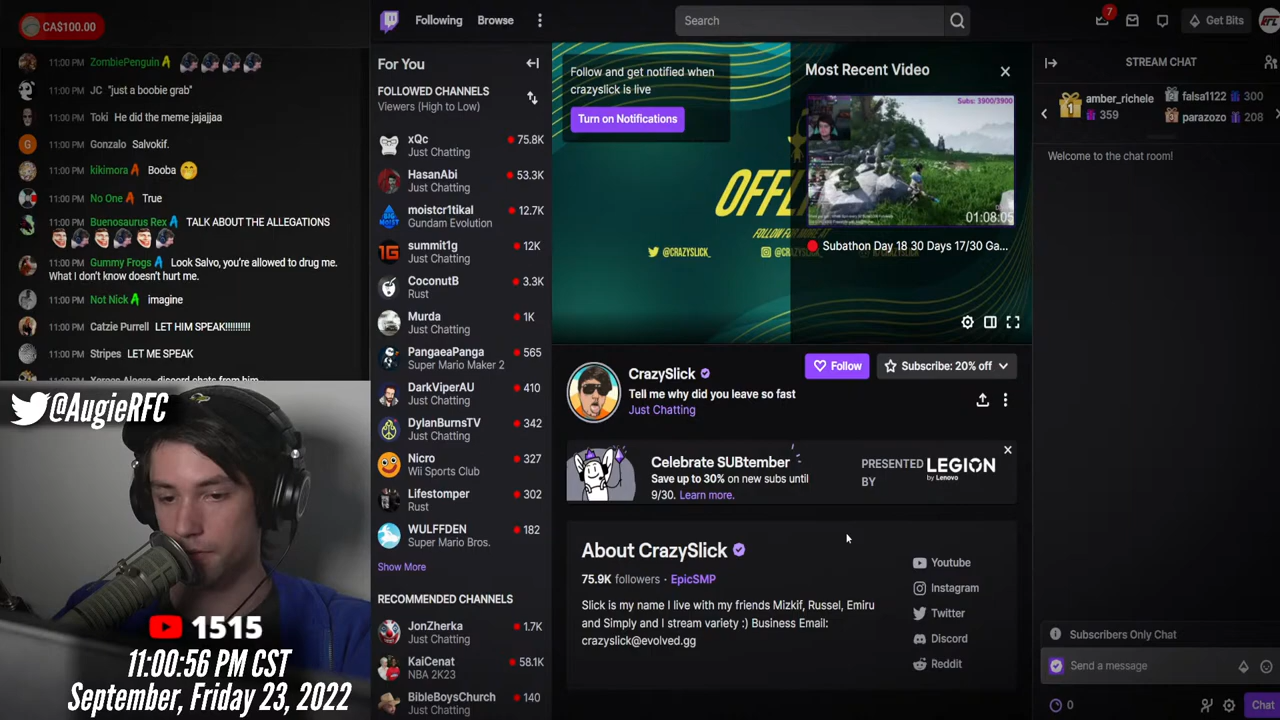 CA$100.00
11:00 PM ZombiePenguin
11:00 PM JC "just a boobie grab"
11:00 PM Toki He did the meme jajajjaa
11:00 PM Gonzalo Salvokif.
11:00 PM kikimora Booba
11:00 PM No One True
11:00 PM Buenosaurus Rex TALK ABOUT THE ALLEGATIONS
11:00 PM Gummy Frogs Look Salvo, you're allowed to drug me.
What I don't know doesn't hurt me.
11:00 PM Not Nick imagine
11:00 PM Catzie Purrell LET HIM SPEAK!!!!!!!!!!
11:00 PM Stripes LET ME SPEAK
@AugieRFC
1515
11:00:56 PM CST
September, Friday 23, 2022
Following Browse
Search
7
Get Bits
For You
FOLLOWED CHANNELS
Viewers (High to Low)
xQc 75.8K
Just Chatting
HasanAbi 53.3K
Just Chatting
moistcr1tikal 12.7K
Gundam Evolution
summit1g 12K
Just Chatting
CoconutB 3.3K
Rust
Murda 1K
Just Chatting
PangaeaPanga 565
Super Mario Maker 2
DarkViperAU 410
Just Chatting
DylanBurnsTV 342
Just Chatting
Nicro 327
Wii Sports Club
Lifestomper 302
Rust
WULFFDEN 182
Super Mario Bros.
Show More
RECOMMENDED CHANNELS
JonZherka 1.7K
Just Chatting
KaiCenat 58.1K
NBA 2K23
BibleBoysChurch 140
Just Chatting
Follow and get notified when
crazyslick is live
Turn on Notifications
OFFL
FOLLOW FOR MORE AT
@CRAZYSLICK_
Most Recent Video
Subs: 3900/3900
01:08:05
Subathon Day 18 30 Days 17/30 Ga...
CrazySlick
Tell me why did you leave so fast
Just Chatting
Follow
Subscribe: 20% off
Celebrate SUBtember
Save up to 30% on new subs until
9/30. Learn more.
PRESENTED
BY
LEGION
by Lenovo
About CrazySlick
75.9K followers · EpicSMP
Slick is my name I live with my friends Mizkif, Russel, Emiru
and Simply and I stream variety :) Business Email:
crazyslick@evolved.gg
Youtube
Instagram
Twitter
Discord
Reddit
STREAM CHAT
1 amber_richele
359
2 falsa1122 300
3 parazozo 208
Welcome to the chat room!
Subscribers Only Chat
Send a message
0
Chat